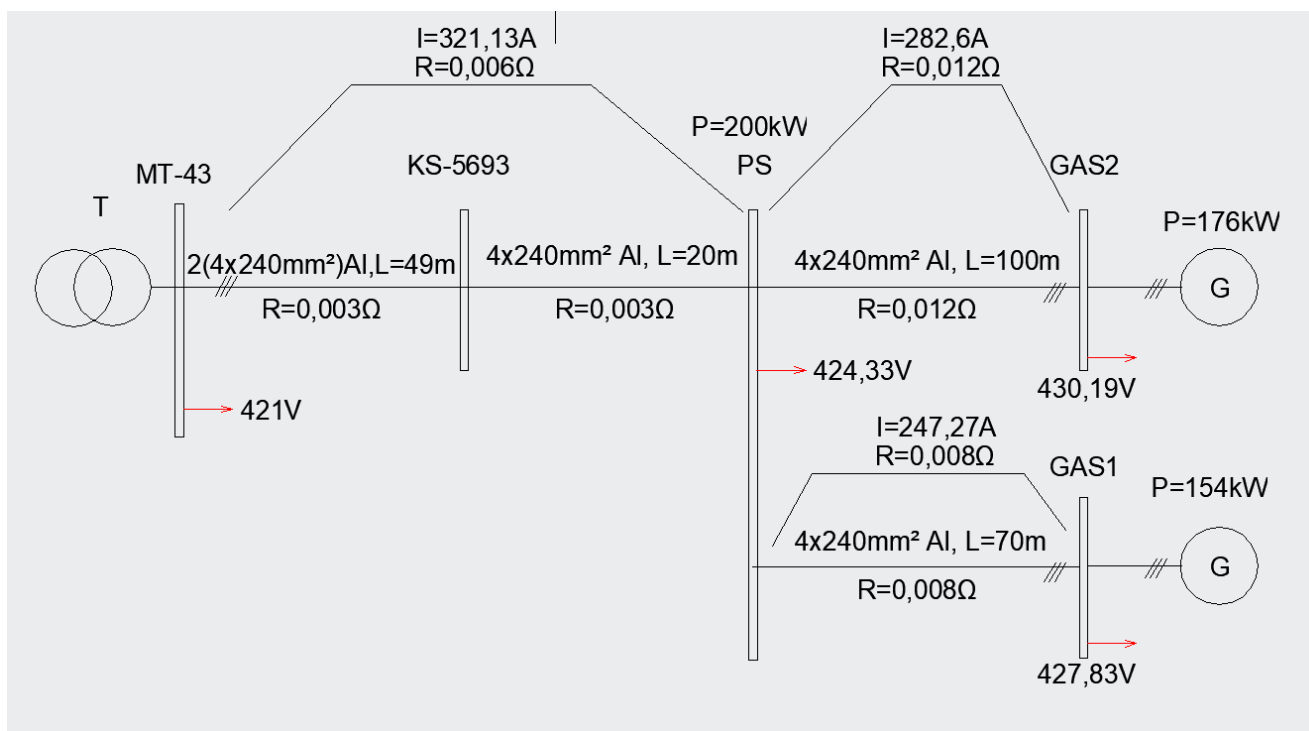 I=321,13A
R=0,006Ω
I=282,6A
R=0,012Ω
P=200kW
MT-43
KS-5693
PS
GAS2
T
P=176kW
2(4x240mm²)Al,L=49m
4x240mm² Al, L=20m
4x240mm² Al, L=100m
G
R=0,003Ω
R=0,003Ω
R=0,012Ω
424,33V
430,19V
421V
I=247,27A
R=0,008Ω
GAS1
P=154kW
4x240mm² Al, L=70m
G
R=0,008Ω
427,83V